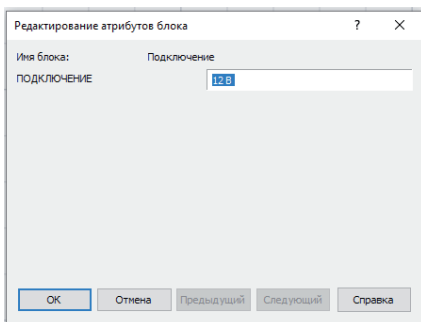 Редактирование атрибутов блока ? ×
Имя блока: Подключение
ПОДКЛЮЧЕНИЕ 12 В
ОК Отмена Предыдущий Следующий Справка